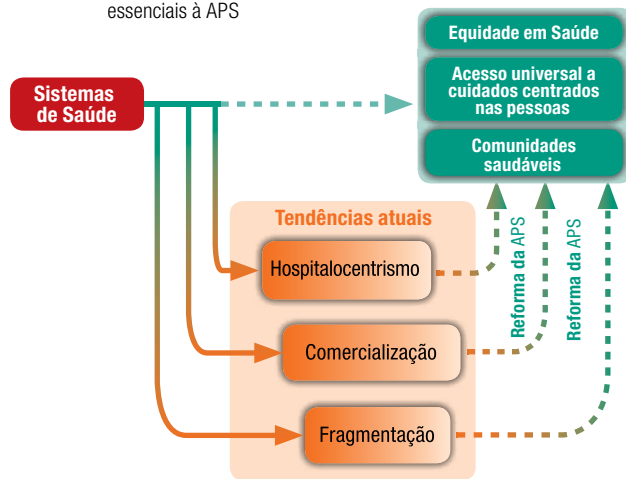 essenciais à APS
Sistemas
de Saúde
Equidade em Saúde
Acesso universal a
cuidados centrados
nas pessoas
Comunidades
saudáveis
Tendências atuais
Hospitalocentrismo
Comercialização
Fragmentação
Reforma da APS
Reforma da APS